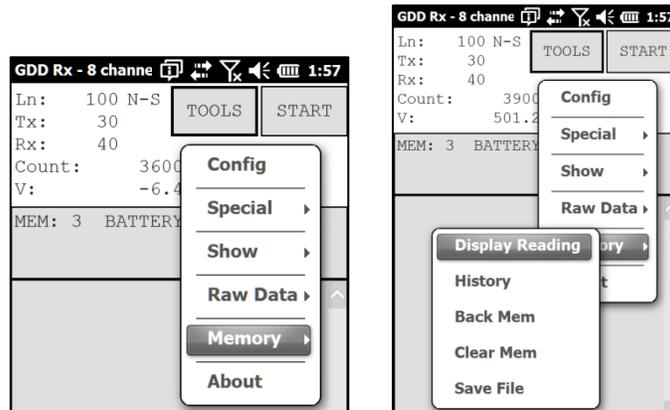 GDD Rx - 8 channe 1:57
Ln: 100 N-S
Tx: 30
Rx: 40
Count: 3600
V: -6.4
TOOLS START
MEM: 3 BATTERY
Config
Special
Show
Raw Data
Memory
About
GDD Rx - 8 channe 1:57
Ln: 100 N-S
Tx: 30
Rx: 40
Count: 3900
V: 501.2
TOOLS START
MEM: 3 BATTERY
Config
Special
Show
Raw Data
ory
t
Display Reading
History
Back Mem
Clear Mem
Save File